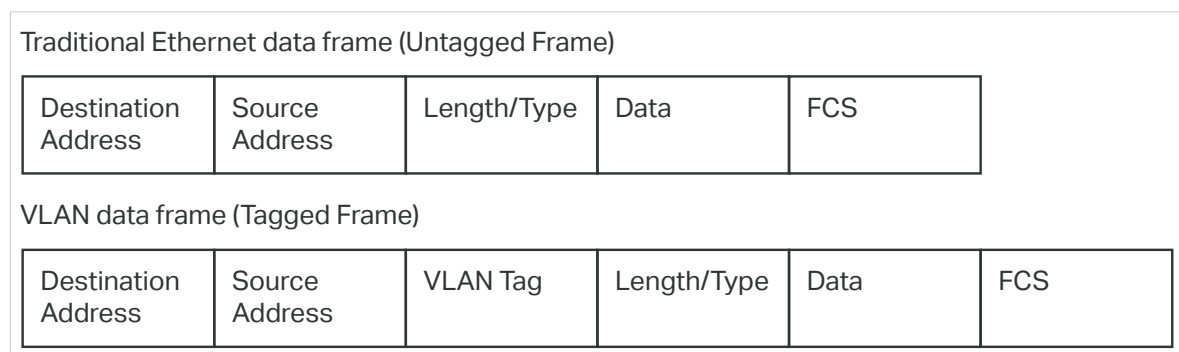 Traditional Ethernet data frame (Untagged Frame)
Destination Address
Source Address
Length/Type
Data
FCS
VLAN data frame (Tagged Frame)
Destination Address
Source Address
VLAN Tag
Length/Type
Data
FCS